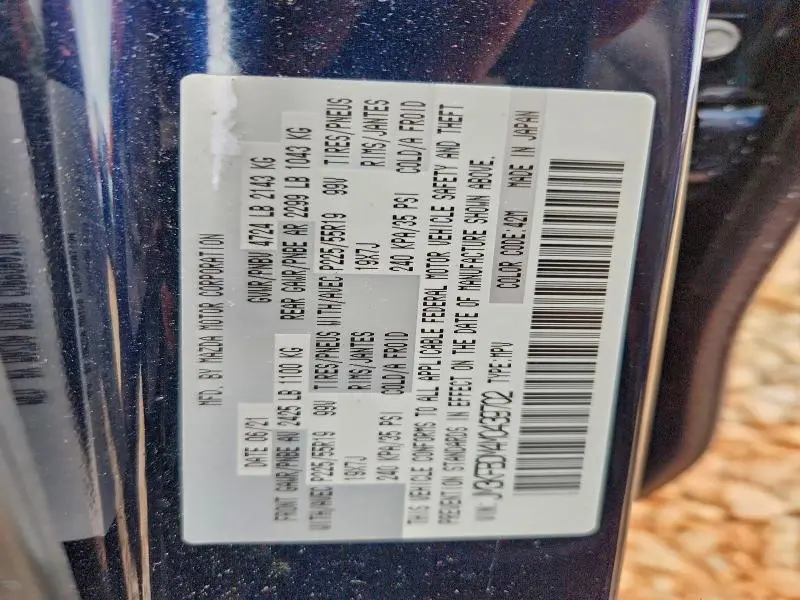 MFD. BY MAZDA MOTOR CORPORATION
DATE 06/21 GVWR/PNBV 4724 LB 2143 KG
FRONT GAWR/PNBE AV 2425 LB 1100 KG REAR GAWR/PNBE AR 2299 LB 1043 KG
WITH/AVEC P225/55R19 99V TIRES/PNEUS WITH/AVEC P225/55R19 99V TIRES/PNEUS
19X7J RIMS/JANTES 19X7J RIMS/JANTES
240 KPA/35 PSI COLD/A FROID 240 KPA/35 PSI COLD/A FROID
THIS VEHICLE CONFORMS TO ALL APPLICABLE FEDERAL MOTOR VEHICLE SAFETY AND THEFT
PREVENTION STANDARDS IN EFFECT ON THE DATE OF MANUFACTURE SHOWN ABOVE.
VIN: TYPE: MPV COLOR CODE: 42M MADE IN JAPAN